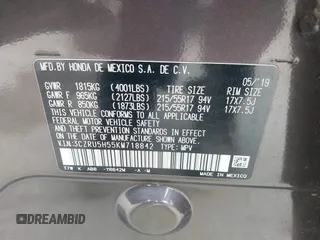 MFD.BY HONDA DE MEXICO S.A. DE C.V. 05/'19
GVWR 1815KG (4001LBS) TIRE SIZE RIM SIZE
GAWR F 965KG (2127LBS) 215/55R17 94V 17x7.5J
GAWR R 850KG (1873LBS) 215/55R17 94V 17x7.5J
THIS VEHICLE CONFORMS TO ALL APPLICABLE
FEDERAL MOTOR VEHICLE SAFETY, BUMPER, AND
THEFT PREVENTION STANDARDS IN EFFECT ON THE
DATE OF MANUFACTURE SHOWN ABOVE.
V.I.N:3CZRU5H55KM718842 TYPE: MPV
MADE IN MEXICO
DREAMBID